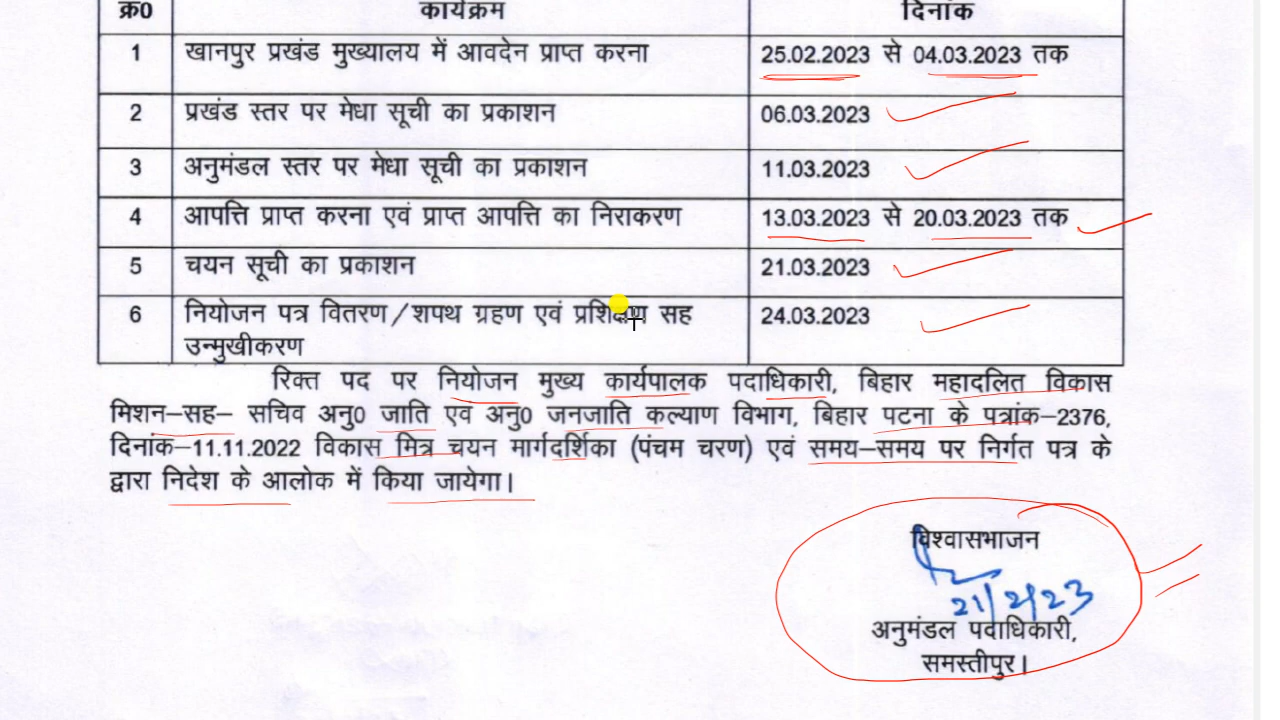 क्र0 कार्यक्रम दिनांक
1 खानपुर प्रखंड मुख्यालय में आवदेन प्राप्त करना 25.02.2023 से 04.03.2023 तक
2 प्रखंड स्तर पर मेधा सूची का प्रकाशन 06.03.2023
3 अनुमंडल स्तर पर मेधा सूची का प्रकाशन 11.03.2023
4 आपत्ति प्राप्त करना एवं प्राप्त आपत्ति का निराकरण 13.03.2023 से 20.03.2023 तक
5 चयन सूची का प्रकाशन 21.03.2023
6 नियोजन पत्र वितरण/शपथ ग्रहण एवं प्रशिक्षण सह 24.03.2023
उन्मुखीकरण
रिक्त पद पर नियोजन मुख्य कार्यपालक पदाधिकारी, बिहार महादलित विकास
मिशन–सह– सचिव अनु0 जाति एवं अनु0 जनजाति कल्याण विभाग, बिहार पटना के पत्रांक–2376,
दिनांक–11.11.2022 विकास मित्र चयन मार्गदर्शिका (पंचम चरण) एवं समय–समय पर निर्गत पत्र के
द्वारा निदेश के आलोक में किया जायेगा।
विश्वासभाजन
21/2/23
अनुमंडल पदाधिकारी,
समस्तीपुर।